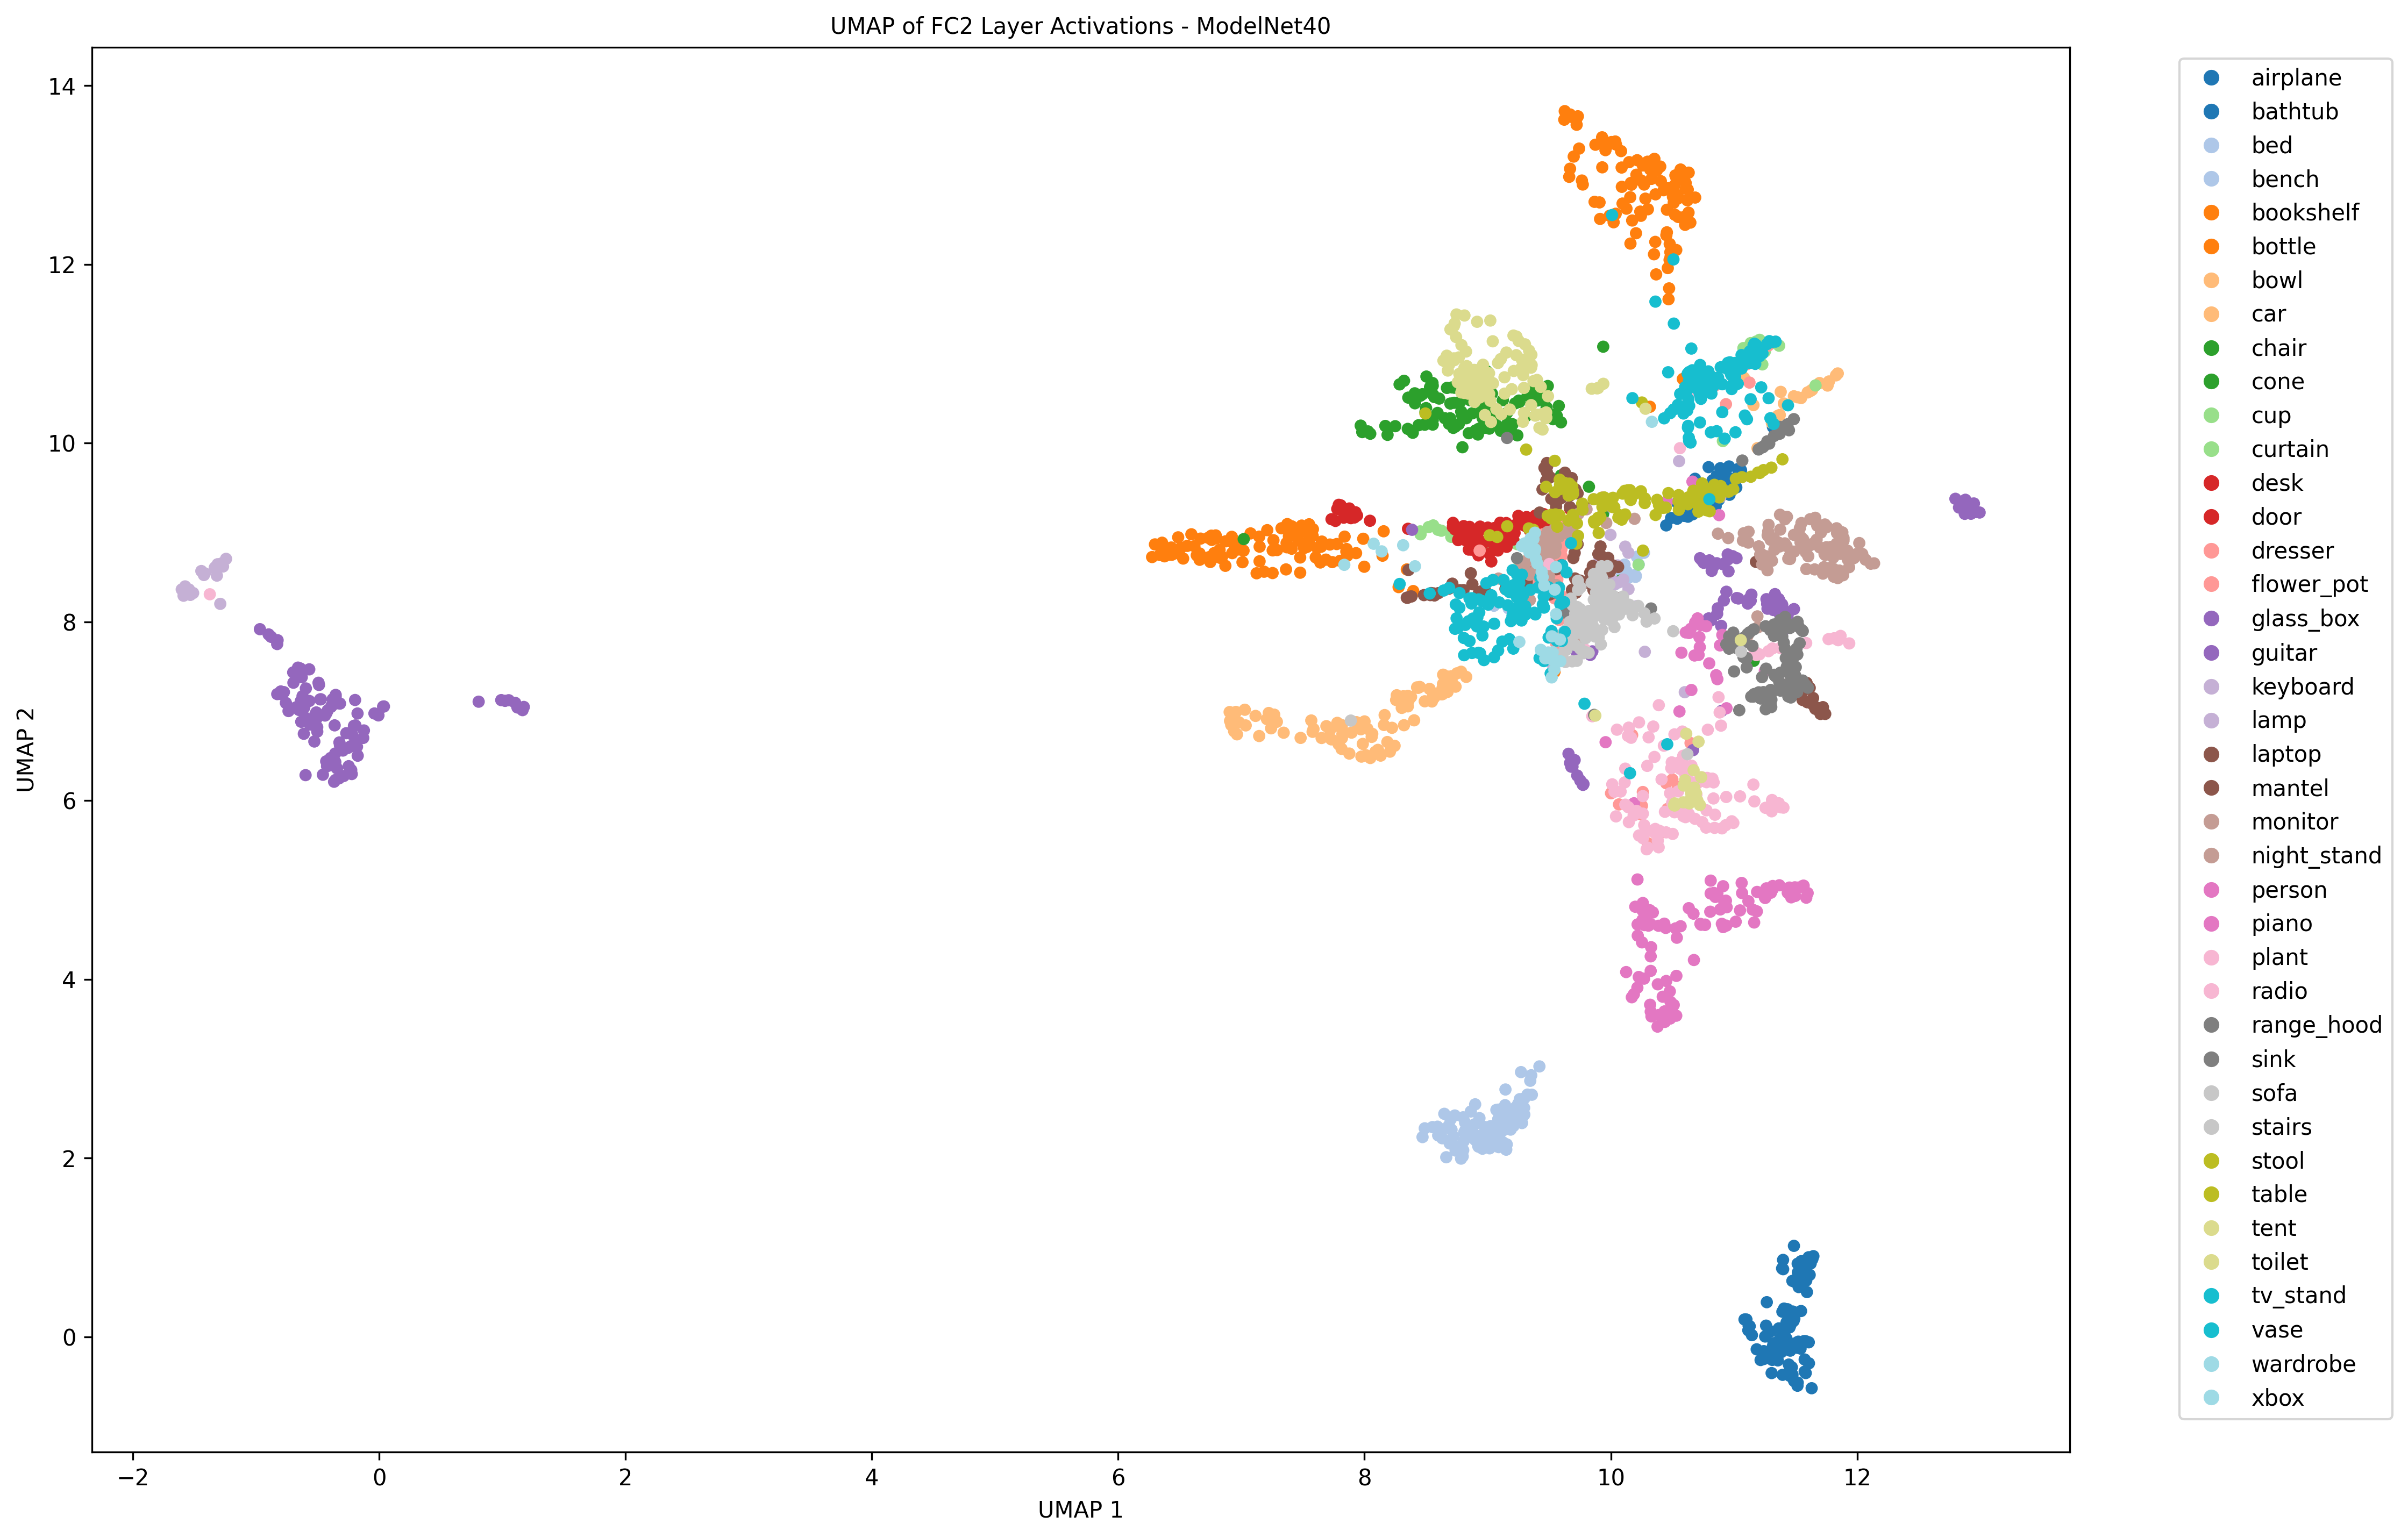 UMAP of FC2 Layer Activations - ModelNet40
14
12
10
8
6
4
2
0
UMAP 2
−2
0
2
4
6
8
10
12
UMAP 1
airplane
bathtub
bed
bench
bookshelf
bottle
bowl
car
chair
cone
cup
curtain
desk
door
dresser
flower_pot
glass_box
guitar
keyboard
lamp
laptop
mantel
monitor
night_stand
person
piano
plant
radio
range_hood
sink
sofa
stairs
stool
table
tent
toilet
tv_stand
vase
wardrobe
xbox